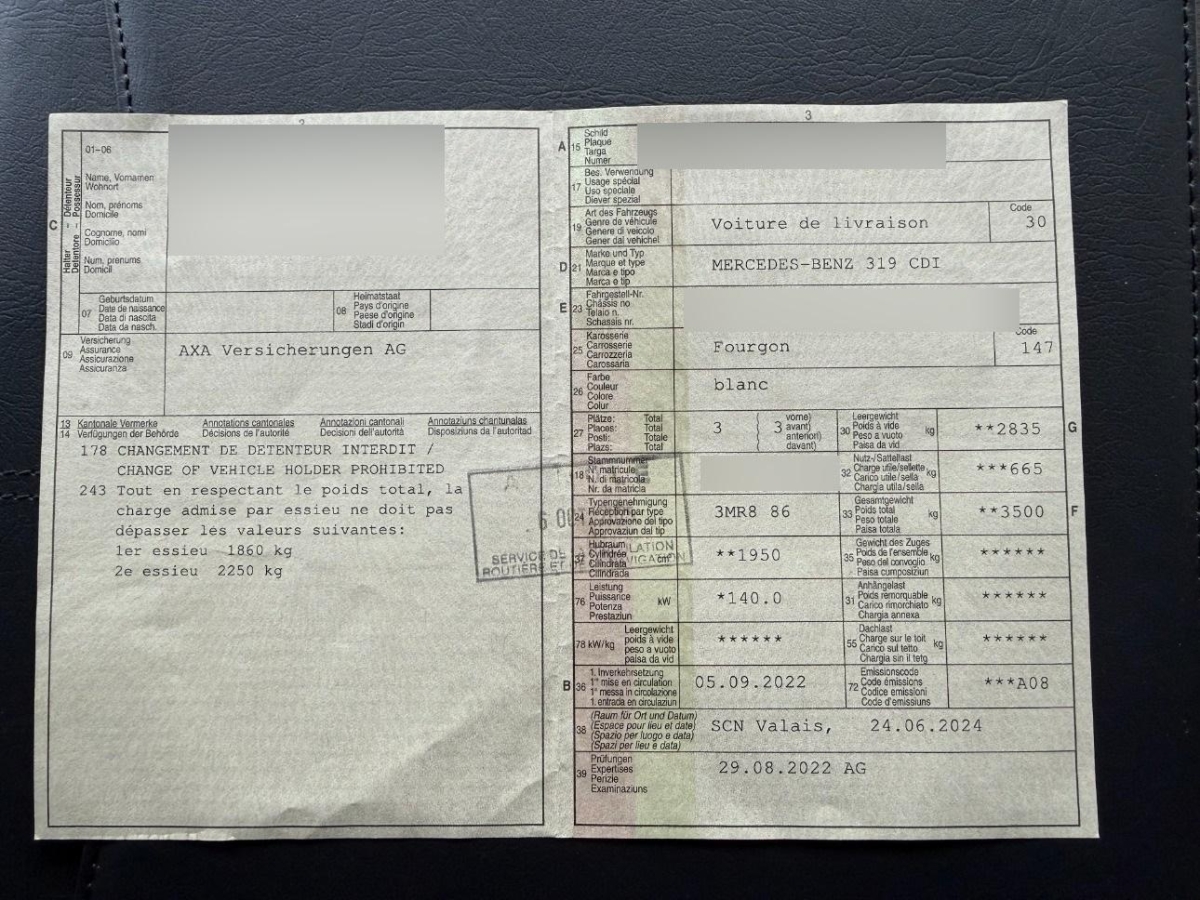 3
01–06
Name, Vornamen
Wohnort
Nom, prénoms
Domicile
Cognome, nomi
Domicilio
Num, prenums
Domicil
Halter – Détenteur
Detentore – Possessur
C
07
Geburtsdatum
Date de naissance
Data di nascita
Data da nasch.
08
Heimatstaat
Pays d'origine
Paese d'origine
Stadi d'origin
09
Versicherung
Assurance
Assicurazione
Assicuranza
AXA Versicherungen AG
13 Kantonale Vermerke Annotations cantonales Annotazioni cantonali Annotaziuns chantunalas
14 Verfügungen der Behörde Décisions de l'autorité Decisioni dell'autorità Disposiziuns da l'autoritad
178 CHANGEMENT DE DETENTEUR INTERDIT /
CHANGE OF VEHICLE HOLDER PROHIBITED
243 Tout en respectant le poids total, la
charge admise par essieu ne doit pas
dépasser les valeurs suivantes:
1er essieu 1860 kg
2e essieu 2250 kg
SERVICE DE LATION
ROUTIÈRE ET VIGATION
A 15
Schild
Plaque
Targa
Numer
17
Bes. Verwendung
Usage spécial
Uso speciale
Diever spezial
19
Art des Fahrzeugs
Genre de véhicule
Genere di veicolo
Gener dal vehichel
Voiture de livraison
Code
30
D 21
Marke und Typ
Marque et type
Marca e tipo
Marca e tip
MERCEDES-BENZ 319 CDI
E 23
Fahrgestell-Nr.
Châssis no
Telaio n.
Schassis nr.
25
Karosserie
Carrosserie
Carrozzeria
Carossaria
Fourgon
Code
147
26
Farbe
Couleur
Colore
Colur
blanc
27
Plätze: Total
Places: Total
Posti: Totale
Plazs: Total
3
3
vorne)
avant)
anteriori)
davant)
30
Leergewicht
Poids à vide
Peso a vuoto
Paisa da vid
kg
**2835
G
18
Stammnummer
N° matricule
N. di matricola
Nr. da matricla
32
Nutz-/Sattellast
Charge utile/sellette
Carico utile/sella
Chargia utila/sella
kg
***665
24
Typengenehmigung
Réception par type
Approvazione del tipo
Approvaziun dal tip
3MR8 86
33
Gesamtgewicht
Poids total
Peso totale
Paisa totala
kg
**3500
F
Hubraum
Cylindrée
Cilindrata
Cilindrada
**1950
35
Gewicht des Zuges
Poids de l'ensemble
Peso del convoglio
Paisa cumposiziun
kg
******
76
Leistung
Puissance
Potenza
Prestaziun
kW
*140.0
31
Anhängelast
Poids remorquable
Carico rimorchiato
Chargia annexa
kg
******
78 kW/kg
Leergewicht
poids à vide
peso a vuoto
paisa da vid
******
55
Dachlast
Charge sur le toit
Carico sul tetto
Chargia sin il tetg
kg
******
B 36
1. Inverkehrsetzung
1re mise en circulation
1a messa in circolazione
1. entrada en circulaziun
05.09.2022
72
Emissionscode
Code émissions
Codice emissioni
Code d'emissiuns
***A08
38
(Raum für Ort und Datum)
(Espace pour lieu et date)
(Spazio per luogo e data)
(Spazi per lieu e data)
SCN Valais, 24.06.2024
39
Prüfungen
Expertises
Perizie
Examinaziuns
29.08.2022 AG